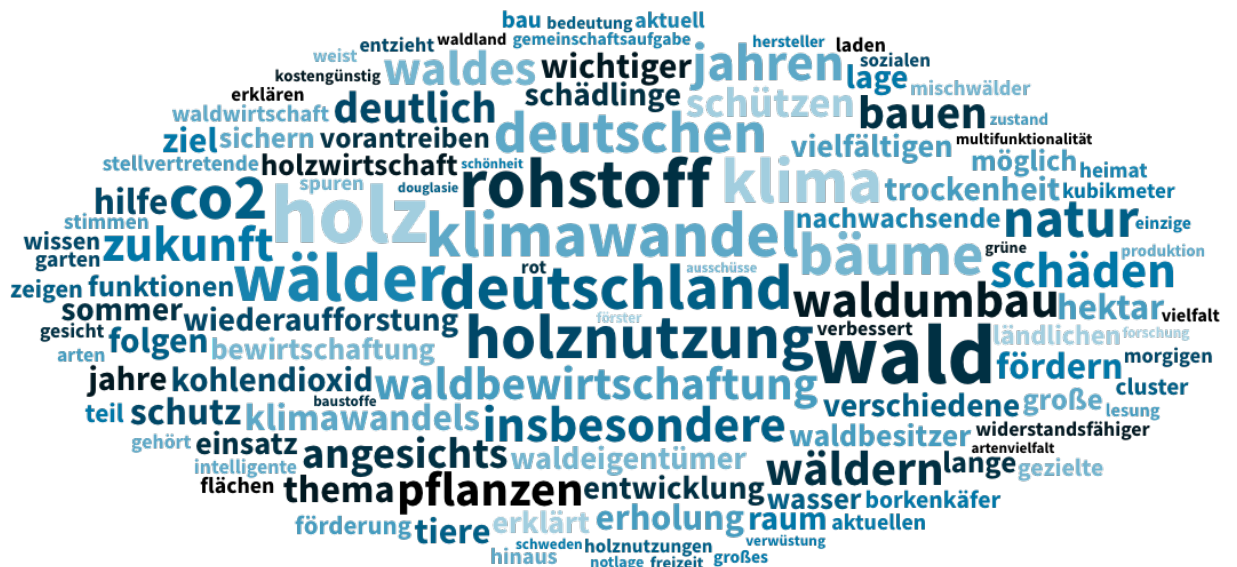 bau bedeutung aktuell
weist entzieht waldland gemeinschaftsaufgabe hersteller laden
kostengünstig waldes wichtiger jahren lage sozialen
erklären schädlinge schützen mischwälder
waldwirtschaft deutlich bauen zustand
ziel sichern vorantreiben deutschen vielfältigen multifunktionalität
stellvertretende holzwirtschaft schönheit möglich heimat
spuren douglasie rohstoff klima trockenheit kubikmeter
hilfe co2 holz nachwachsende natur einzige
stimmen klimawandel
wissen zukunft bäume grüne produktion
garten wälder rot ausschüsse schäden
zeigen funktionen deutschland waldumbau hektar vielfalt
sommer wiederaufforstung förster
gesicht folgen holznutzung verbessert wald ländlichen forschung
arten bewirtschaftung fördern morgigen
jahre kohlendioxid waldbewirtschaftung cluster
baustoffe
teil schutz klimawandels insbesondere verschiedene große lesung
gehört einsatz waldbesitzer widerstandsfähiger
angesichts waldeigentümer artenvielfalt
intelligente wäldern lange gezielte
flächen thema pflanzen entwicklung wasser borkenkäfer
förderung tiere erklärt erholung raum aktuellen
schweden holznutzungen verwüstung
hinaus notlage freizeit großes